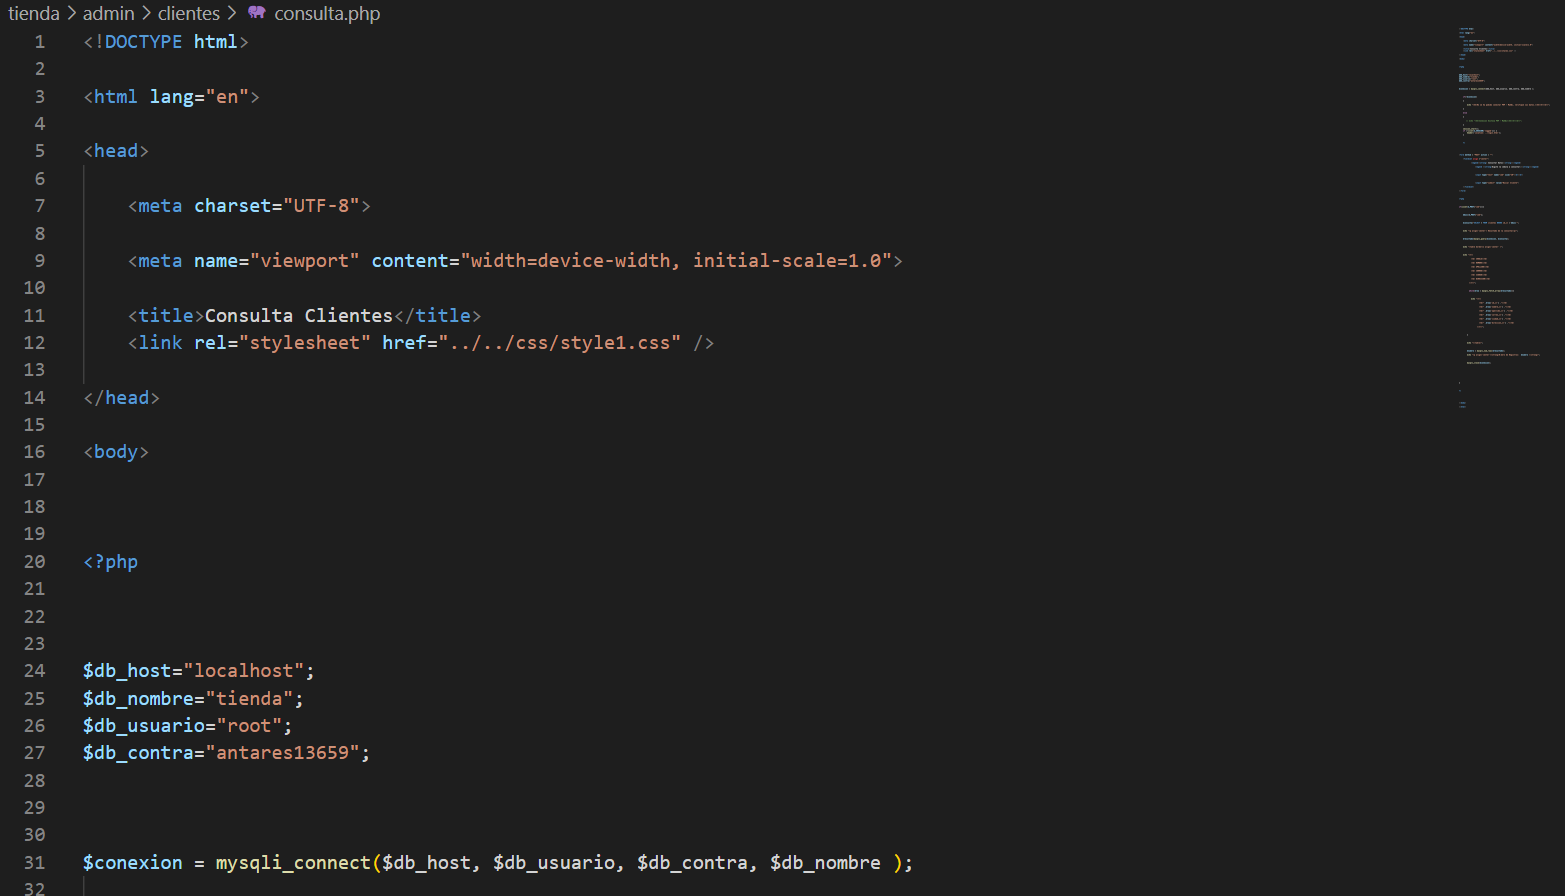 tienda > admin > clientes > consulta.php
1 <!DOCTYPE html>
2
3 <html lang="en">
4
5 <head>
6
7 <meta charset="UTF-8">
8
9 <meta name="viewport" content="width=device-width, initial-scale=1.0">
10
11 <title>Consulta Clientes</title>
12 <link rel="stylesheet" href="../../css/style1.css" />
13
14 </head>
15
16 <body>
17
18
19
20 <?php
21
22
23
24 $db_host="localhost";
25 $db_nombre="tienda";
26 $db_usuario="root";
27 $db_contra="antares13659";
28
29
30
31 $conexion = mysqli_connect($db_host, $db_usuario, $db_contra, $db_nombre );
32